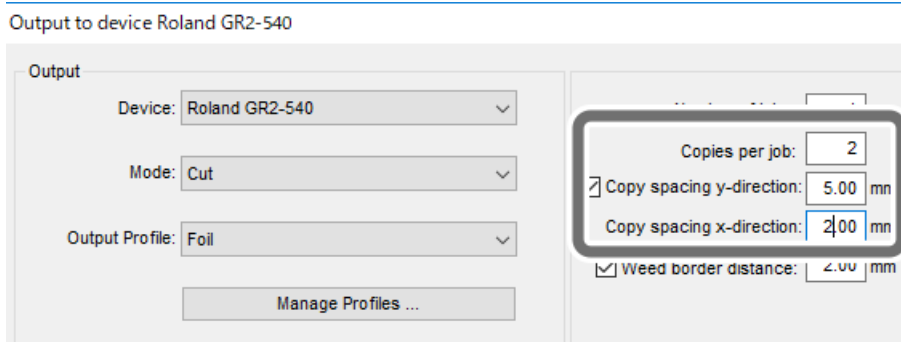 Output to device Roland GR2-540
Output
Device: Roland GR2-540
Mode: Cut
Output Profile: Foil
Manage Profiles ...
Copies per job: 2
Copy spacing y-direction: 5.00 mm
Copy spacing x-direction: 2.00 mm
Weed border distance: 2.00 mm